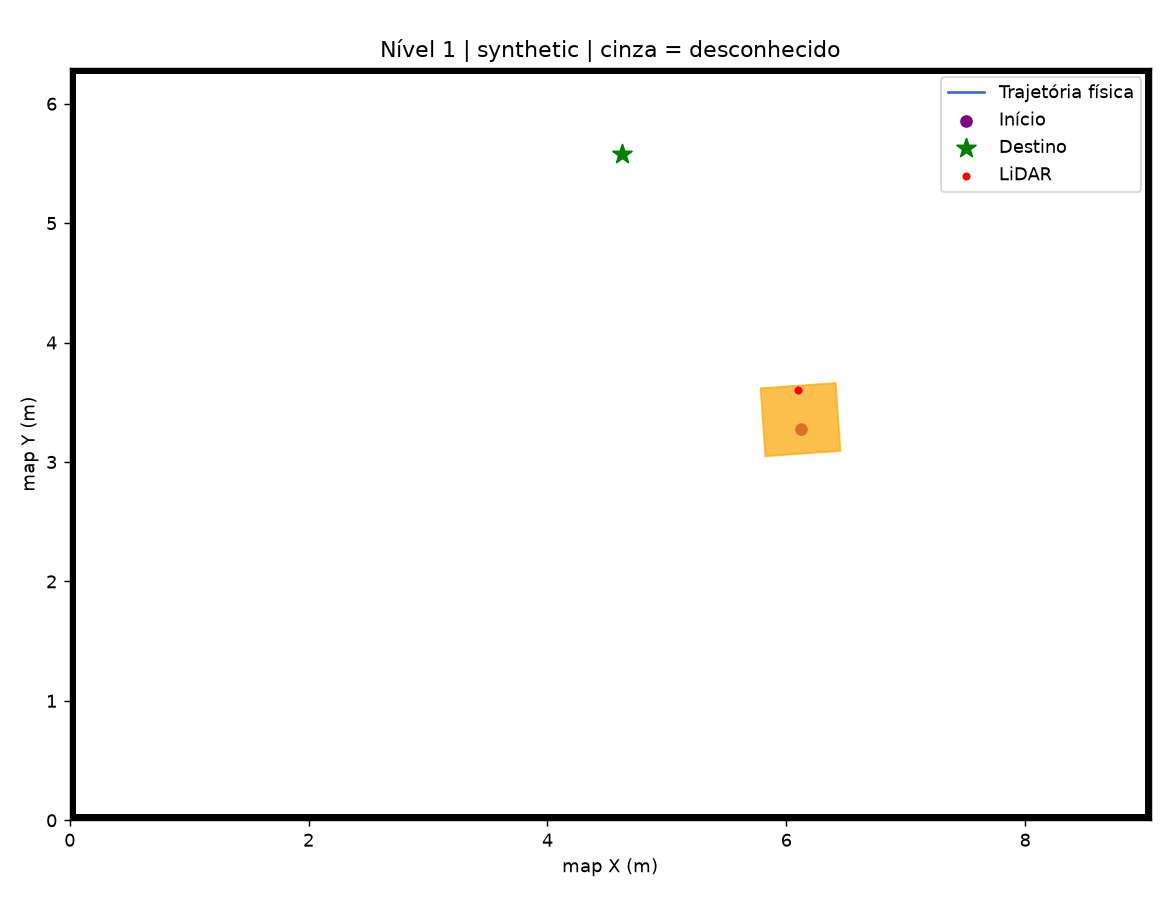 Nível 1 | synthetic | cinza = desconhecido
Trajetória física
Início
Destino
LiDAR
6
5
4
3
2
1
0
map Y (m)
0 2 4 6 8
map X (m)